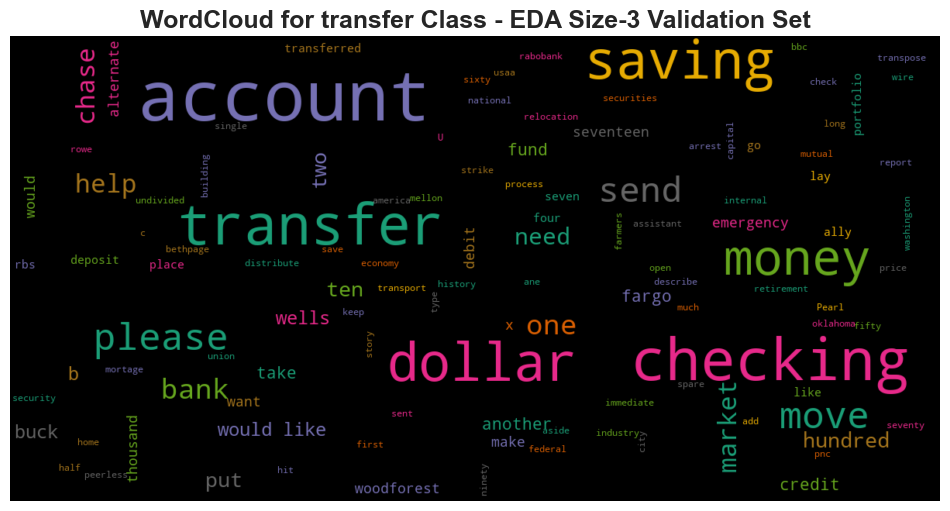 WordCloud for transfer Class - EDA Size-3 Validation Set
transferred
bbc
saving
rabobank
transpose
chase
alternate
account
sixty
usaa
check
wire
portfolio
national
securities
single
relocation
seventeen
long
U
arrest
capital
go
rowe
building
two
fund
mutual
strike
process
report
would
help
undivided
america
mellon
seven
send
lay
internal
washington
c
transfer
four
farmers
assistant
emergency
ally
bethpage
save
debit
need
money
rbs
deposit
place
distribute
economy
open
price
ten
transport
history
ane
describe
retirement
type
fargo
keep
much
Pearl
wells
x
one
oklahoma
fifty
please
union
story
b
mortage
take
dollar
checking
bank
spare
security
want
immediate
market
like
sent
move
thousand
another
aside
add
seventy
buck
would like
industry
city
hundred
home
first
make
federal
pnc
half
peerless
put
hit
ninety
woodforest
credit